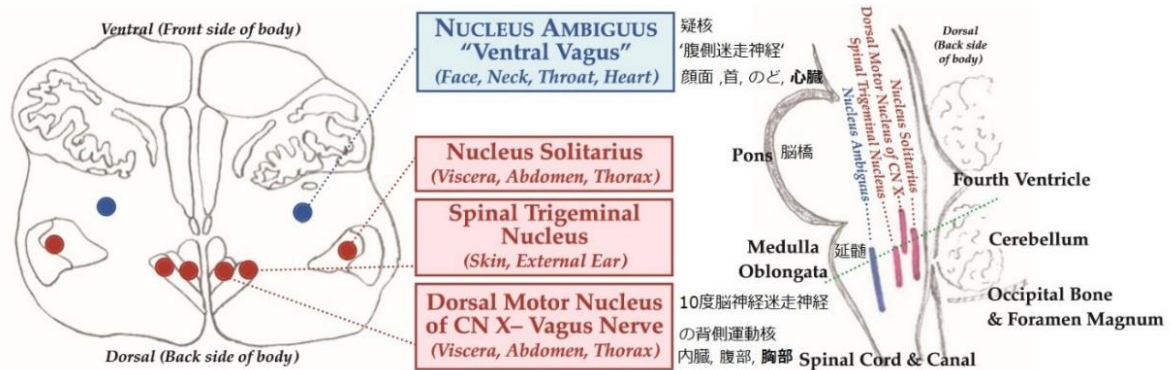 Ventral (Front side of body)
NUCLEUS AMBIGUUS
“Ventral Vagus”
(Face, Neck, Throat, Heart)
疑核
'腹側迷走神経'
顔面 ,首, のど, 心臓
Nucleus Solitarius
(Viscera, Abdomen, Thorax)
Spinal Trigeminal
Nucleus
(Skin, External Ear)
Dorsal Motor Nucleus
of CN X– Vagus Nerve
(Viscera, Abdomen, Thorax)
10度脳神経迷走神経
の背側運動核
内臓, 腹部, 胸部
Dorsal (Back side of body)
Dorsal
(Back side
of body)
Nucleus Solitarius
Dorsal Motor Nucleus of CN X
Spinal Trigeminal Nucleus
Nucleus Ambiguus
Pons 脳橋
Fourth Ventricle
Medulla
Oblongata
延髄
Cerebellum
Occipital Bone
& Foramen Magnum
Spinal Cord & Canal